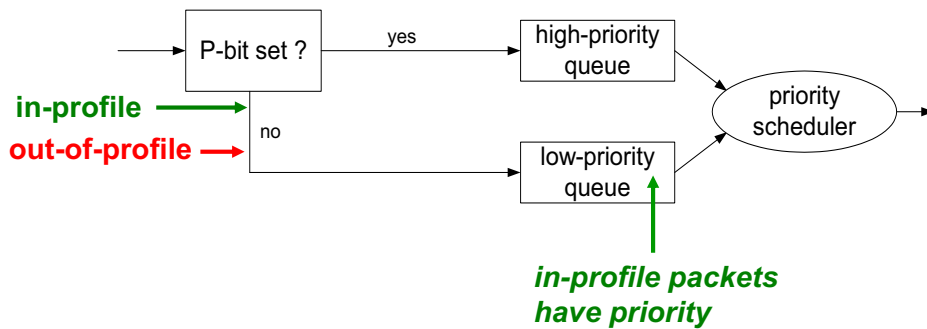 P-bit set ?
yes
high-priority
queue
in-profile
no
out-of-profile
priority
scheduler
low-priority
queue
in-profile packets
have priority